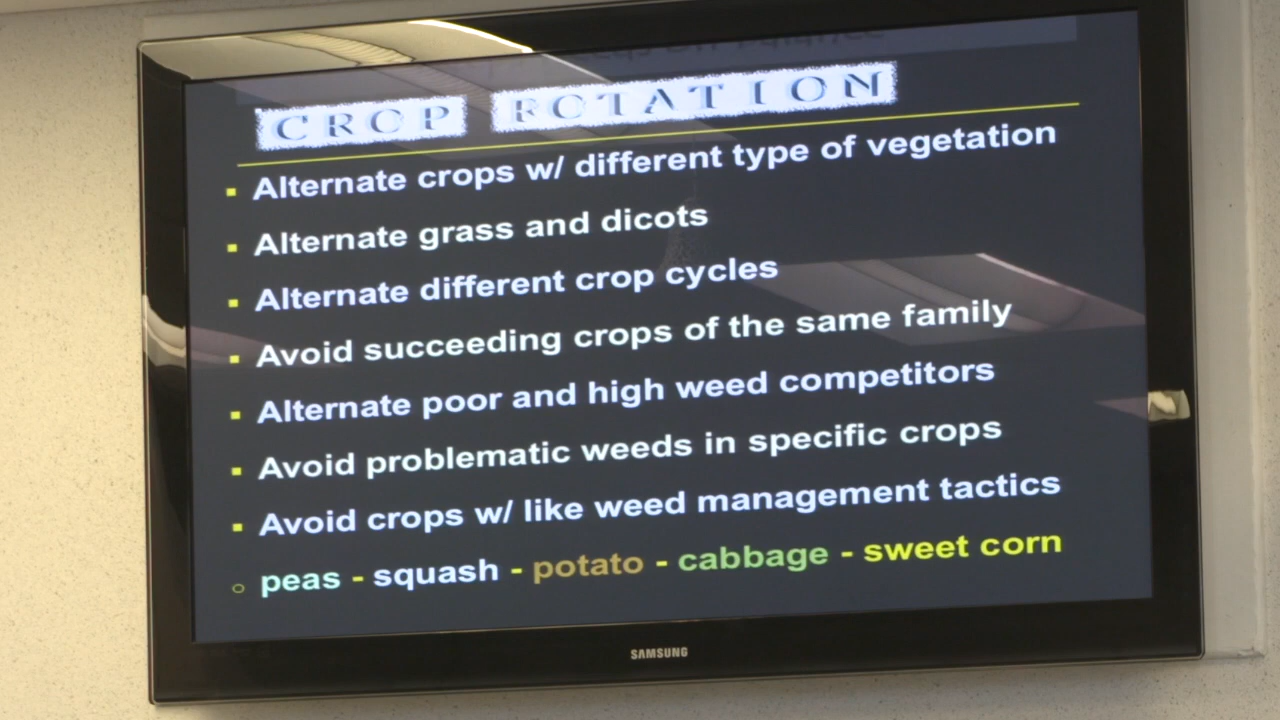 CROP ROTATION
▪ Alternate crops w/ different type of vegetation
▪ Alternate grass and dicots
▪ Alternate different crop cycles
▪ Avoid succeeding crops of the same family
▪ Alternate poor and high weed competitors
▪ Avoid problematic weeds in specific crops
▪ Avoid crops w/ like weed management tactics
○ peas - squash - potato - cabbage - sweet corn
SAMSUNG